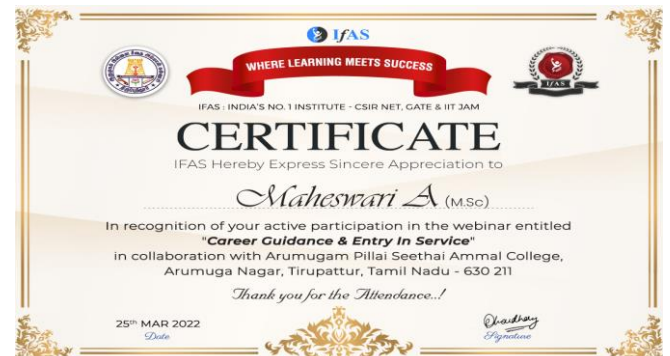 IFAS
WHERE LEARNING MEETS SUCCESS
IFAS
IFAS : INDIA'S NO. 1 INSTITUTE - CSIR NET, GATE & IIT JAM
CERTIFICATE
IFAS Hereby Express Sincere Appreciation to
Maheswari A (M.Sc)
In recognition of your active participation in the webinar entitled
"Career Guidance & Entry In Service"
in collaboration with Arumugam Pillai Seethai Ammal College,
Arumuga Nagar, Tirupattur, Tamil Nadu - 630 211
Thank you for the Attendance..!
25th MAR 2022
Date
Signature